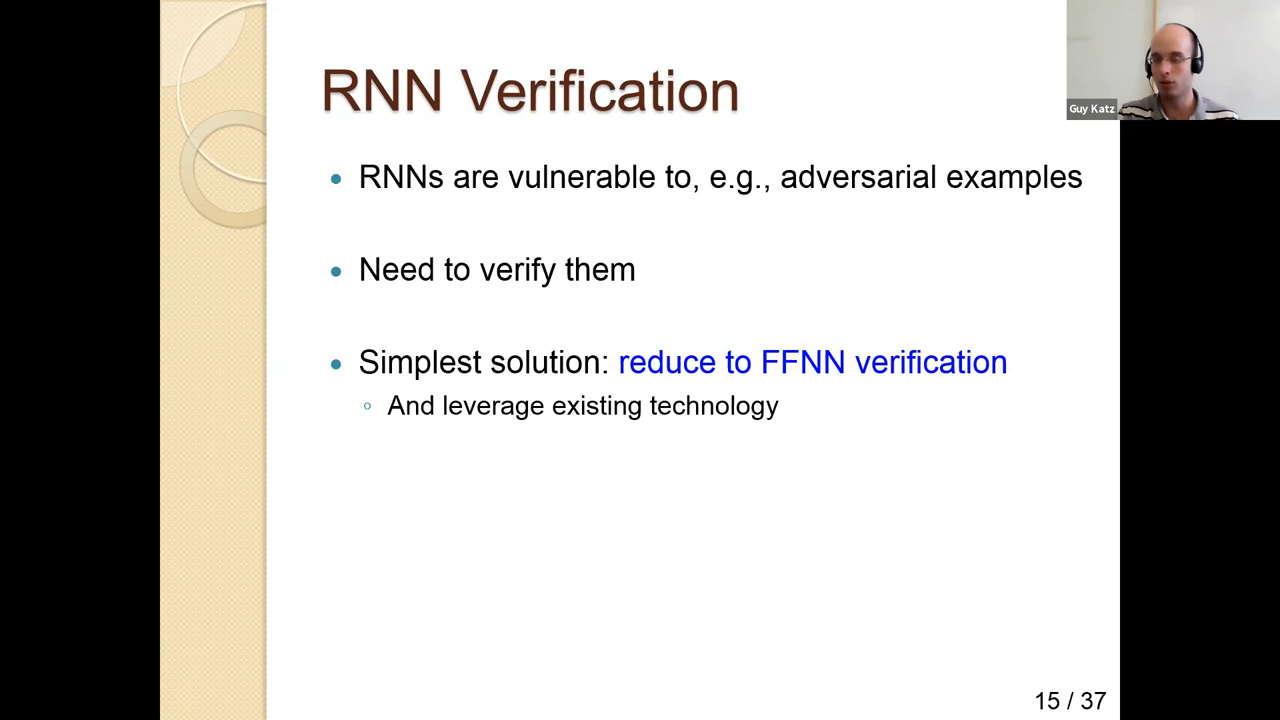 RNN Verification
Guy Katz
RNNs are vulnerable to, e.g., adversarial examples
Need to verify them
Simplest solution: reduce to FFNN verification
And leverage existing technology
15 / 37